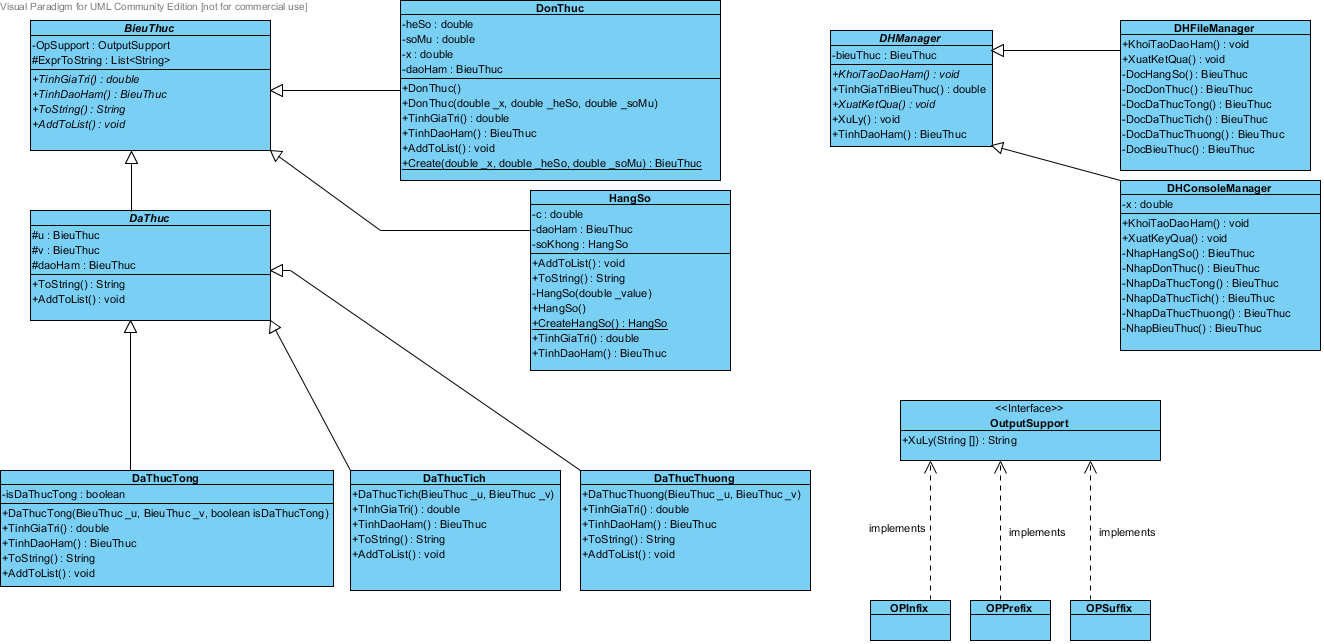 Visual Paradigm for UML Community Edition [not for commercial use]
BieuThuc
-OpSupport : OutputSupport
#ExprToString : List<String>
+TinhGiaTri() : double
+TinhDaoHam() : BieuThuc
+ToString() : String
+AddToList() : void
DonThuc
-heSo : double
-soMu : double
-x : double
-daoHam : BieuThuc
+DonThuc()
+DonThuc(double _x, double _heSo, double _soMu)
+TinhGiaTri() : double
+TinhDaoHam() : BieuThuc
+AddToList() : void
+Create(double _x, double _heSo, double _soMu) : BieuThuc
DHManager
-bieuThuc : BieuThuc
+KhoiTaoDaoHam() : void
+TinhGiaTriBieuThuc() : double
+XuatKetQua() : void
+XuLy() : void
+TinhDaoHam() : BieuThuc
DHFileManager
+KhoiTaoDaoHam() : void
+XuatKetQua() : void
-DocHangSo() : BieuThuc
-DocDonThuc() : BieuThuc
-DocDaThucTong() : BieuThuc
-DocDaThucTich() : BieuThuc
-DocDaThucThuong() : BieuThuc
-DocBieuThuc() : BieuThuc
DaThuc
#u : BieuThuc
#v : BieuThuc
#daoHam : BieuThuc
+ToString() : String
+AddToList() : void
HangSo
-c : double
-daoHam : BieuThuc
-soKhong : HangSo
+AddToList() : void
+ToString() : String
-HangSo(double _value)
+HangSo()
+CreateHangSo() : HangSo
+TinhGiaTri() : double
+TinhDaoHam() : BieuThuc
DHConsoleManager
-x : double
+KhoiTaoDaoHam() : void
+XuatKeyQua() : void
-NhapHangSo() : BieuThuc
-NhapDonThuc() : BieuThuc
-NhapDaThucTong() : BieuThuc
-NhapDaThucTich() : BieuThuc
-NhapDaThucThuong() : BieuThuc
-NhapBieuThuc() : BieuThuc
<<Interface>>
OutputSupport
+XuLy(String []) : String
implements
implements
implements
DaThucTong
-isDaThucTong : boolean
+DaThucTong(BieuThuc _u, BieuThuc _v, boolean isDaThucTong)
+TinhGiaTri() : double
+TinhDaoHam() : BieuThuc
+ToString() : String
+AddToList() : void
DaThucTich
+DaThucTich(BieuThuc _u, BieuThuc _v)
+TInhGiaTri() : double
+TinhDaoHam() : BieuThuc
+ToString() : String
+AddToList() : void
DaThucThuong
+DaThucThuong(BieuThuc _u, BieuThuc _v)
+TinhGiaTri() : double
+TinhDaoHam() : BieuThuc
+ToString() : String
+AddToList() : void
OPInfix
OPPrefix
OPSuffix